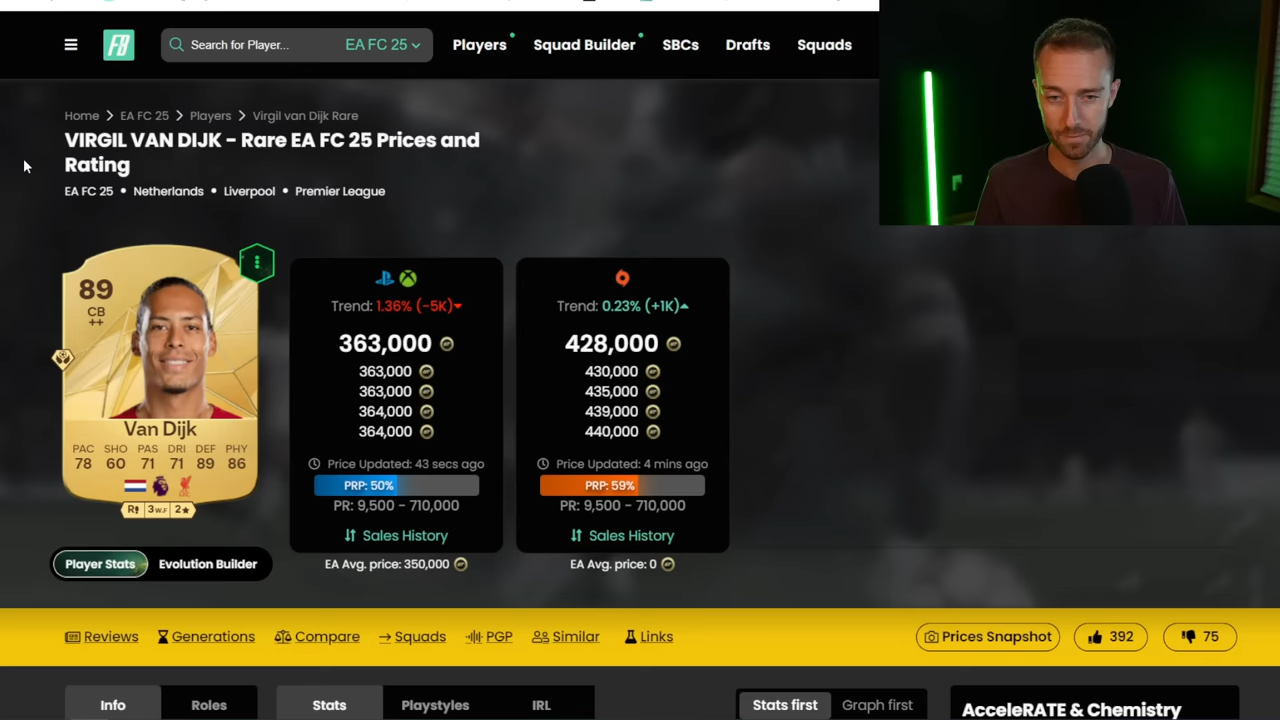 FB
Search for Player...
EA FC 25
Players
Squad Builder
SBCs
Drafts
Squads
Home
EA FC 25
Players
Virgil van Dijk Rare
VIRGIL VAN DIJK - Rare EA FC 25 Prices and
Rating
EA FC 25 • Netherlands • Liverpool • Premier League
89
CB
++
Van Dijk
PAC SHO PAS DRI DEF PHY
78 60 71 71 89 86
R
3 W.F
2★
Player Stats
Evolution Builder
Trend: 1.36% (-5K)
363,000
363,000
363,000
364,000
364,000
Price Updated: 43 secs ago
PRP: 50%
PR: 9,500 - 710,000
Sales History
EA Avg. price: 350,000
Trend: 0.23% (+1K)
428,000
430,000
435,000
439,000
440,000
Price Updated: 4 mins ago
PRP: 59%
PR: 9,500 - 710,000
Sales History
EA Avg. price: 0
Reviews
Generations
Compare
Squads
PGP
Similar
Links
Prices Snapshot
392
75
Info
Roles
Stats
Playstyles
IRL
Stats first
Graph first
AcceleRATE & Chemistry